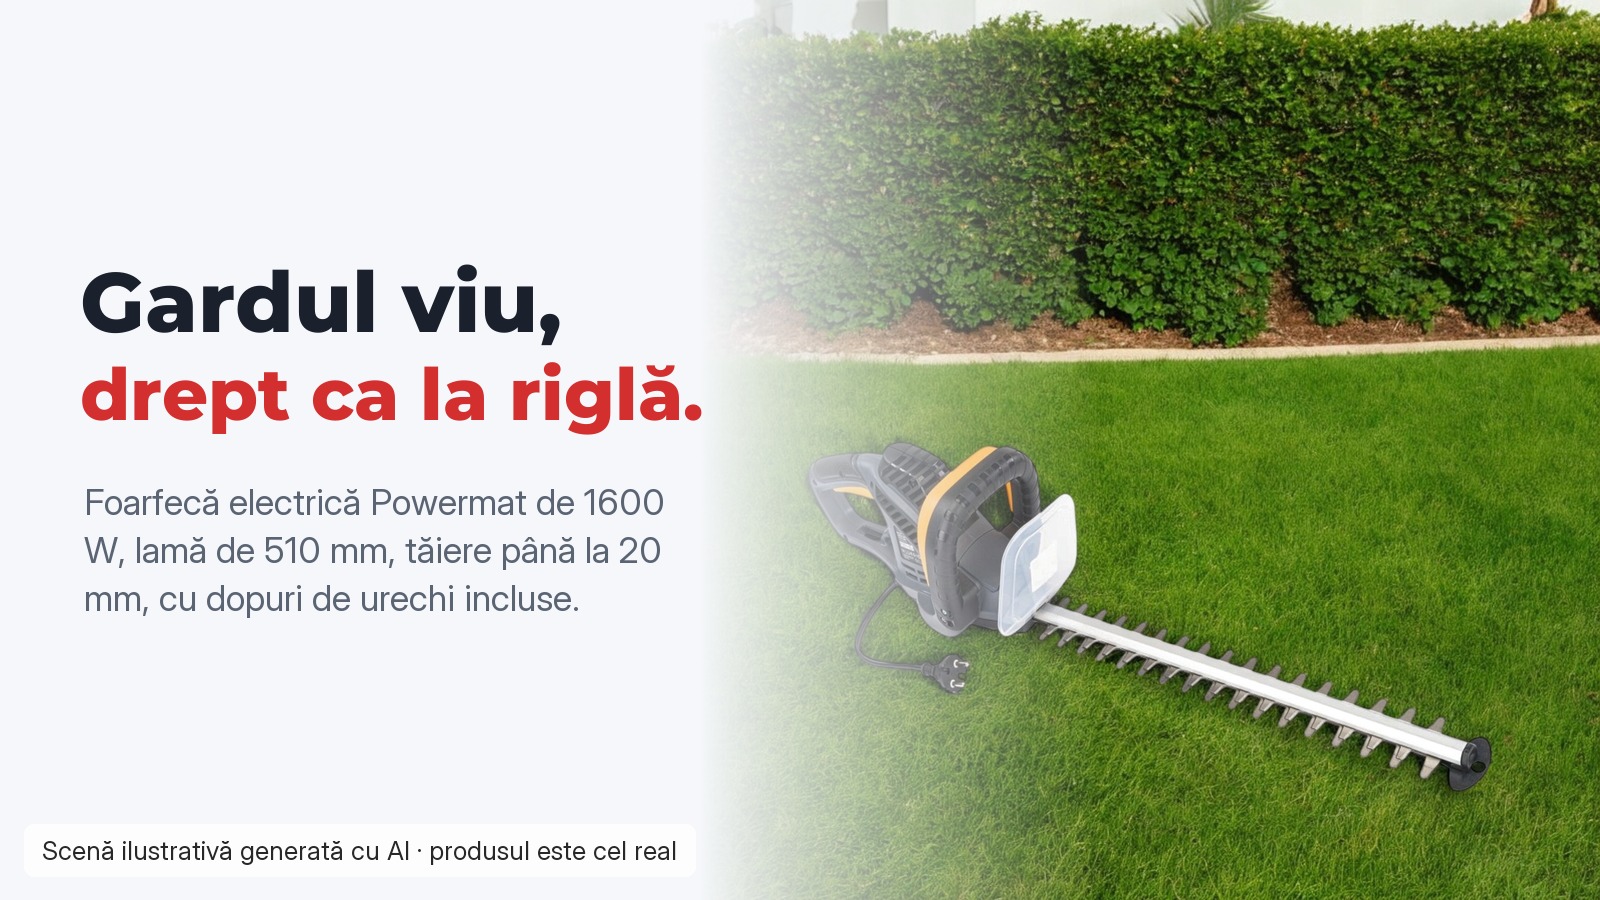 Gardul viu,
drept ca la riglă.
Foarfecă electrică Powermat de 1600
W, lamă de 510 mm, tăiere până la 20
mm, cu dopuri de urechi incluse.
Scenă ilustrativă generată cu AI · produsul este cel real